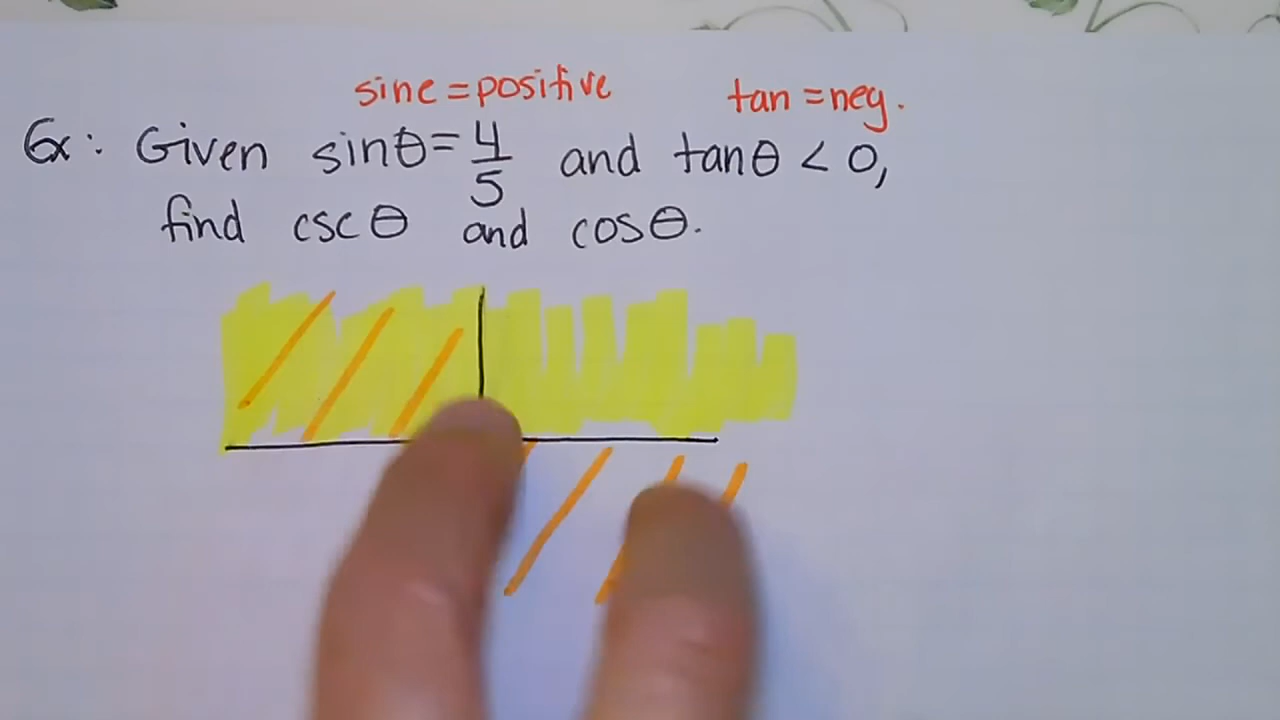 sine = positive tan = neg.
Ex: Given sinθ = 4/5 and tanθ < 0,
find cscθ and cosθ.